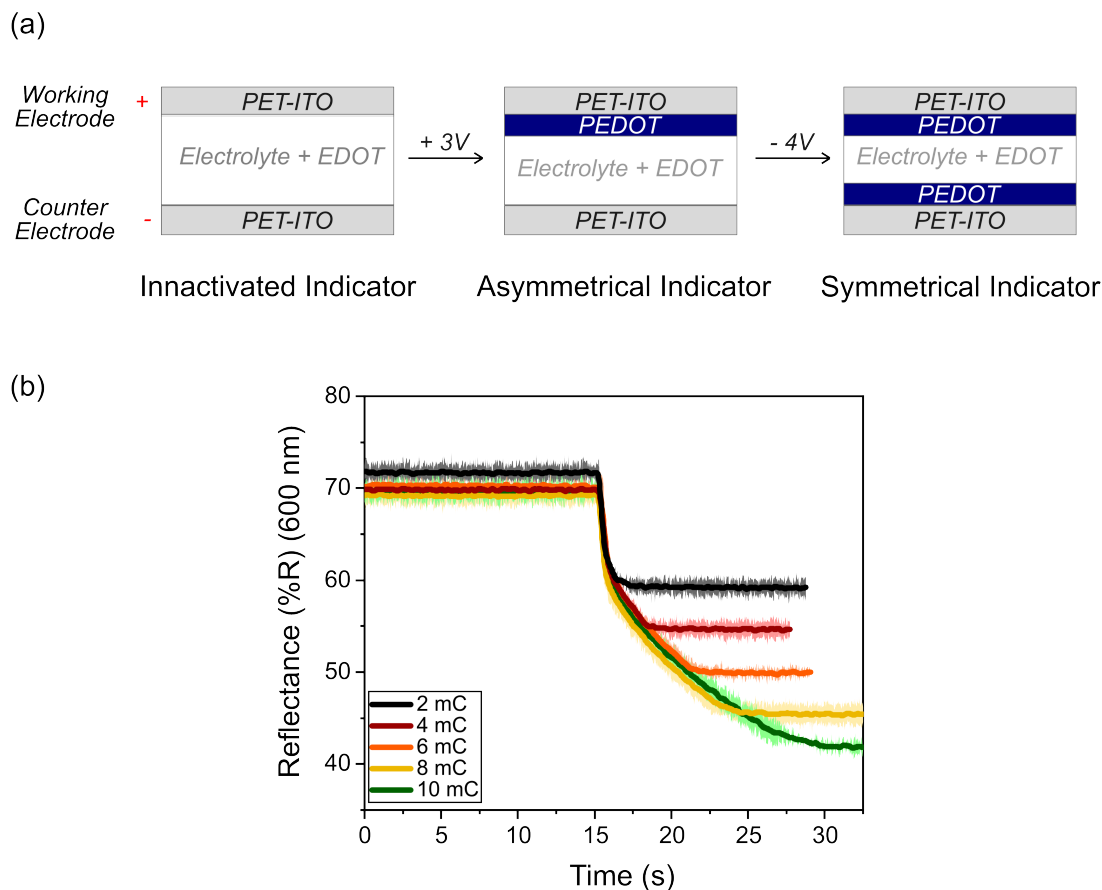 (a)
Working
Electrode
+
PET-ITO
Electrolyte + EDOT
Counter
Electrode
-
PET-ITO
Innactivated Indicator
+ 3V
PET-ITO
PEDOT
Electrolyte + EDOT
PET-ITO
Asymmetrical Indicator
- 4V
PET-ITO
PEDOT
Electrolyte + EDOT
PEDOT
PET-ITO
Symmetrical Indicator
(b)
Reflectance (%R) (600 nm)
80
70
60
50
40
2 mC
4 mC
6 mC
8 mC
10 mC
0
5
10
15
20
25
30
Time (s)